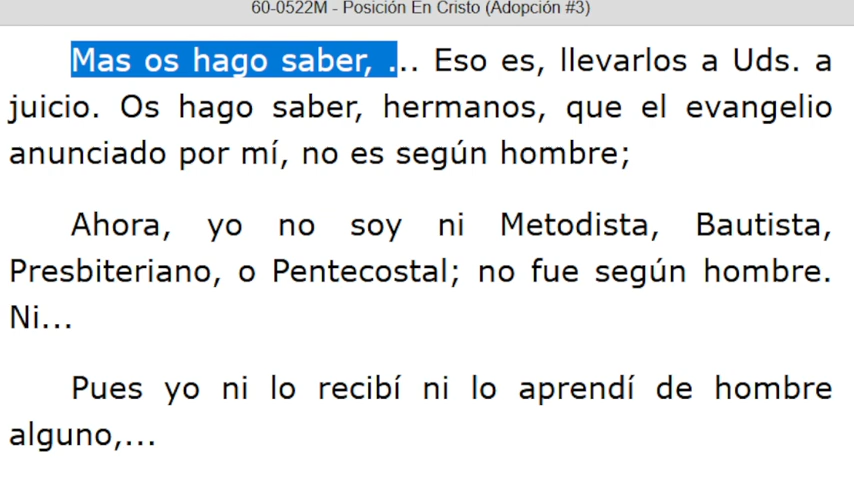 60-0522M - Posición En Cristo (Adopción #3)
Mas os hago saber, ... Eso es, llevarlos a Uds. a
juicio. Os hago saber, hermanos, que el evangelio
anunciado por mí, no es según hombre;
Ahora, yo no soy ni Metodista, Bautista,
Presbiteriano, o Pentecostal; no fue según hombre.
Ni...
Pues yo ni lo recibí ni lo aprendí de hombre
alguno,...